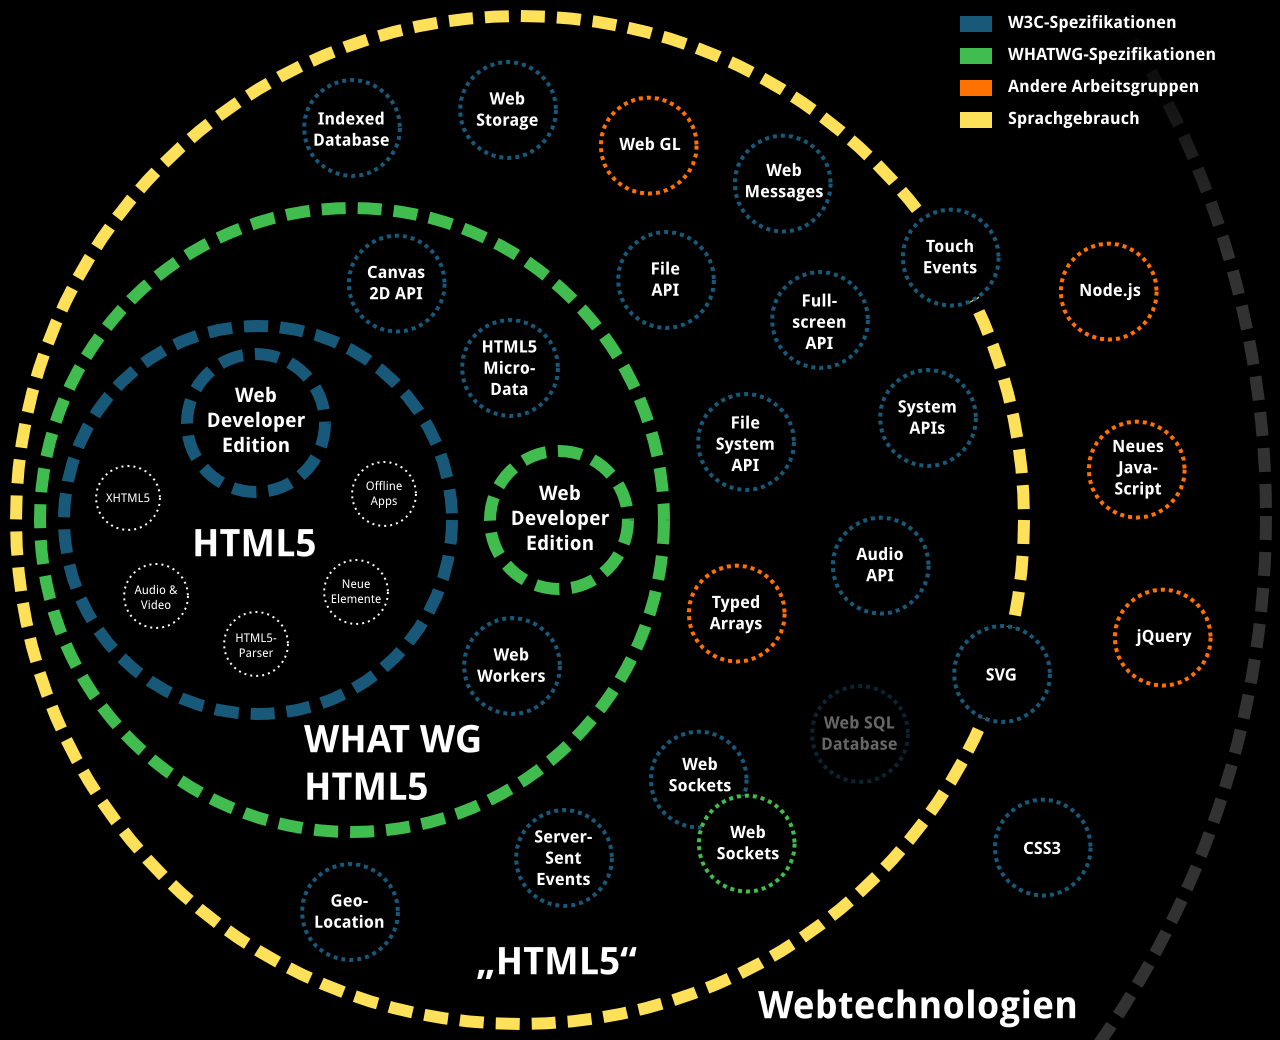 W3C-Spezifikationen
WHATWG-Spezifikationen
Andere Arbeitsgruppen
Sprachgebrauch
Indexed
Database
Web
Storage
Web GL
Web
Messages
Touch
Events
Node.js
Canvas
2D API
File
API
Full-
screen
API
HTML5
Micro-
Data
Web
Developer
Edition
File
System
API
System
APIs
Neues
Java-
Script
XHTML5
Offline
Apps
HTML5
Web
Developer
Edition
Audio
API
Audio &
Video
Neue
Elemente
HTML5-
Parser
Typed
Arrays
jQuery
Web
Workers
SVG
WHAT WG
HTML5
Web SQL
Database
Web
Sockets
Web
Sockets
Server-
Sent
Events
CSS3
Geo-
Location
„HTML5“
Webtechnologien